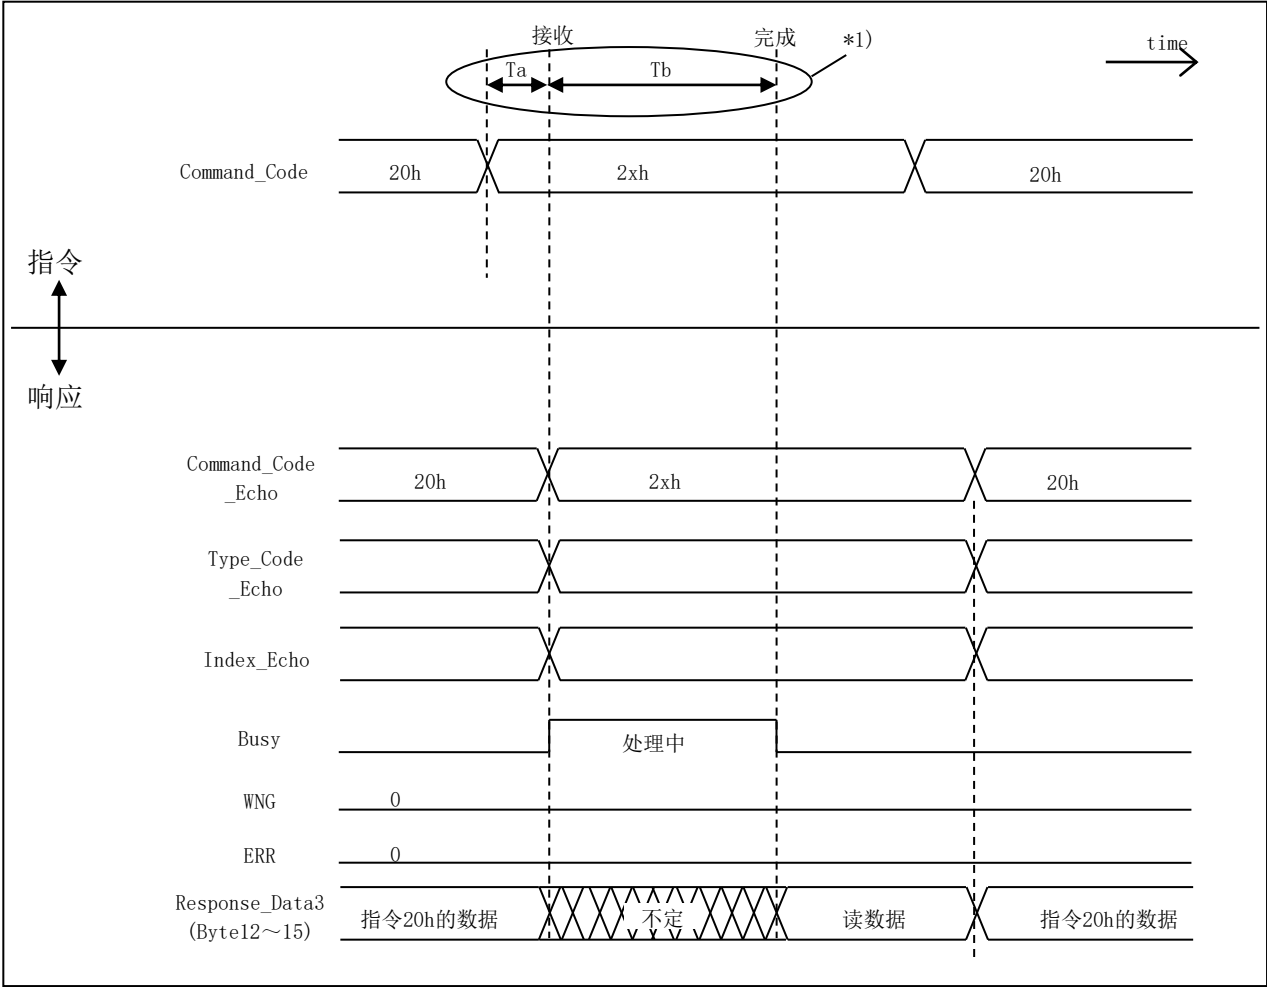 接收
完成
*1)
time
Ta
Tb
Command_Code
20h
2xh
20h
指令
响应
Command_Code
_Echo
20h
2xh
20h
Type_Code
_Echo
Index_Echo
Busy
处理中
WNG
0
ERR
0
Response_Data3
(Byte12～15)
指令20h的数据
不定
读数据
指令20h的数据